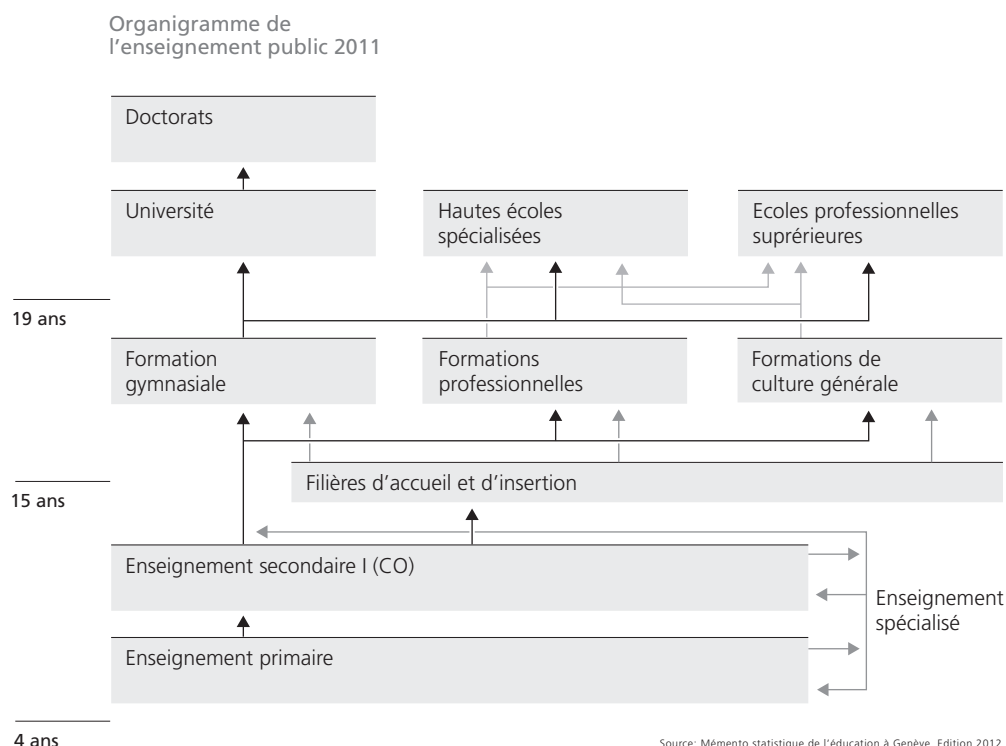 Organigramme de
l'enseignement public 2011
Doctorats
Université
Hautes écoles
spécialisées
Ecoles professionnelles
suprérieures
19 ans
Formation
gymnasiale
Formations
professionnelles
Formations de
culture générale
Filières d'accueil et d'insertion
15 ans
Enseignement secondaire I (CO)
Enseignement
spécialisé
Enseignement primaire
4 ans
Source: Mémento statistique de l'éducation à Genève. Edition 2012